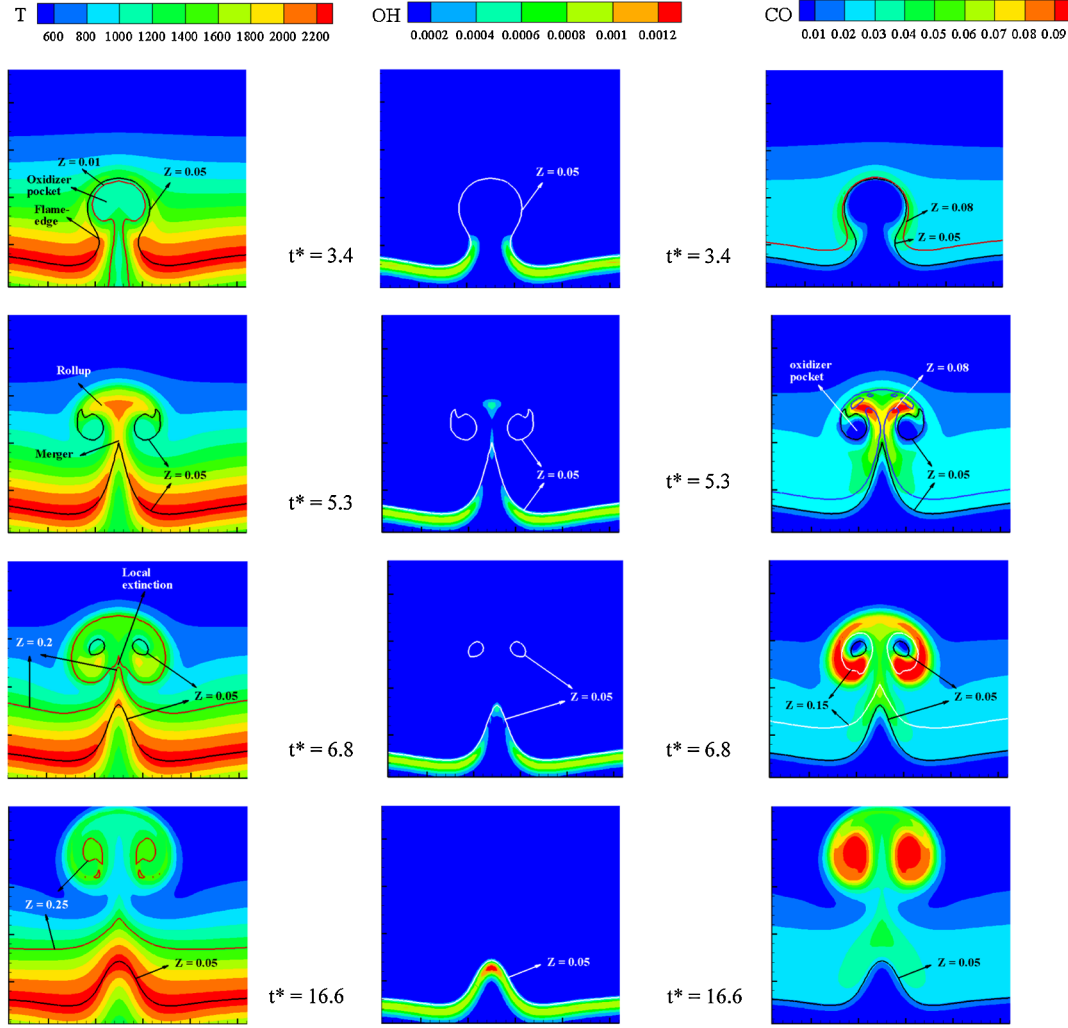 T
600 800 1000 1200 1400 1600 1800 2000 2200
OH
0.0002 0.0004 0.0006 0.0008 0.001 0.0012
CO
0.01 0.02 0.03 0.04 0.05 0.06 0.07 0.08 0.09
Z = 0.01
Oxidizer
pocket
Z = 0.05
Flame-
edge
t* = 3.4
Z = 0.05
t* = 3.4
Z = 0.08
Z = 0.05
Rollup
Merger
Z = 0.05
t* = 5.3
Z = 0.05
t* = 5.3
oxidizer
pocket
Z = 0.08
Z = 0.05
Local
extinction
Z = 0.2
Z = 0.05
t* = 6.8
Z = 0.05
t* = 6.8
Z = 0.15
Z = 0.05
Z = 0.25
Z = 0.05
t* = 16.6
Z = 0.05
t* = 16.6
Z = 0.05